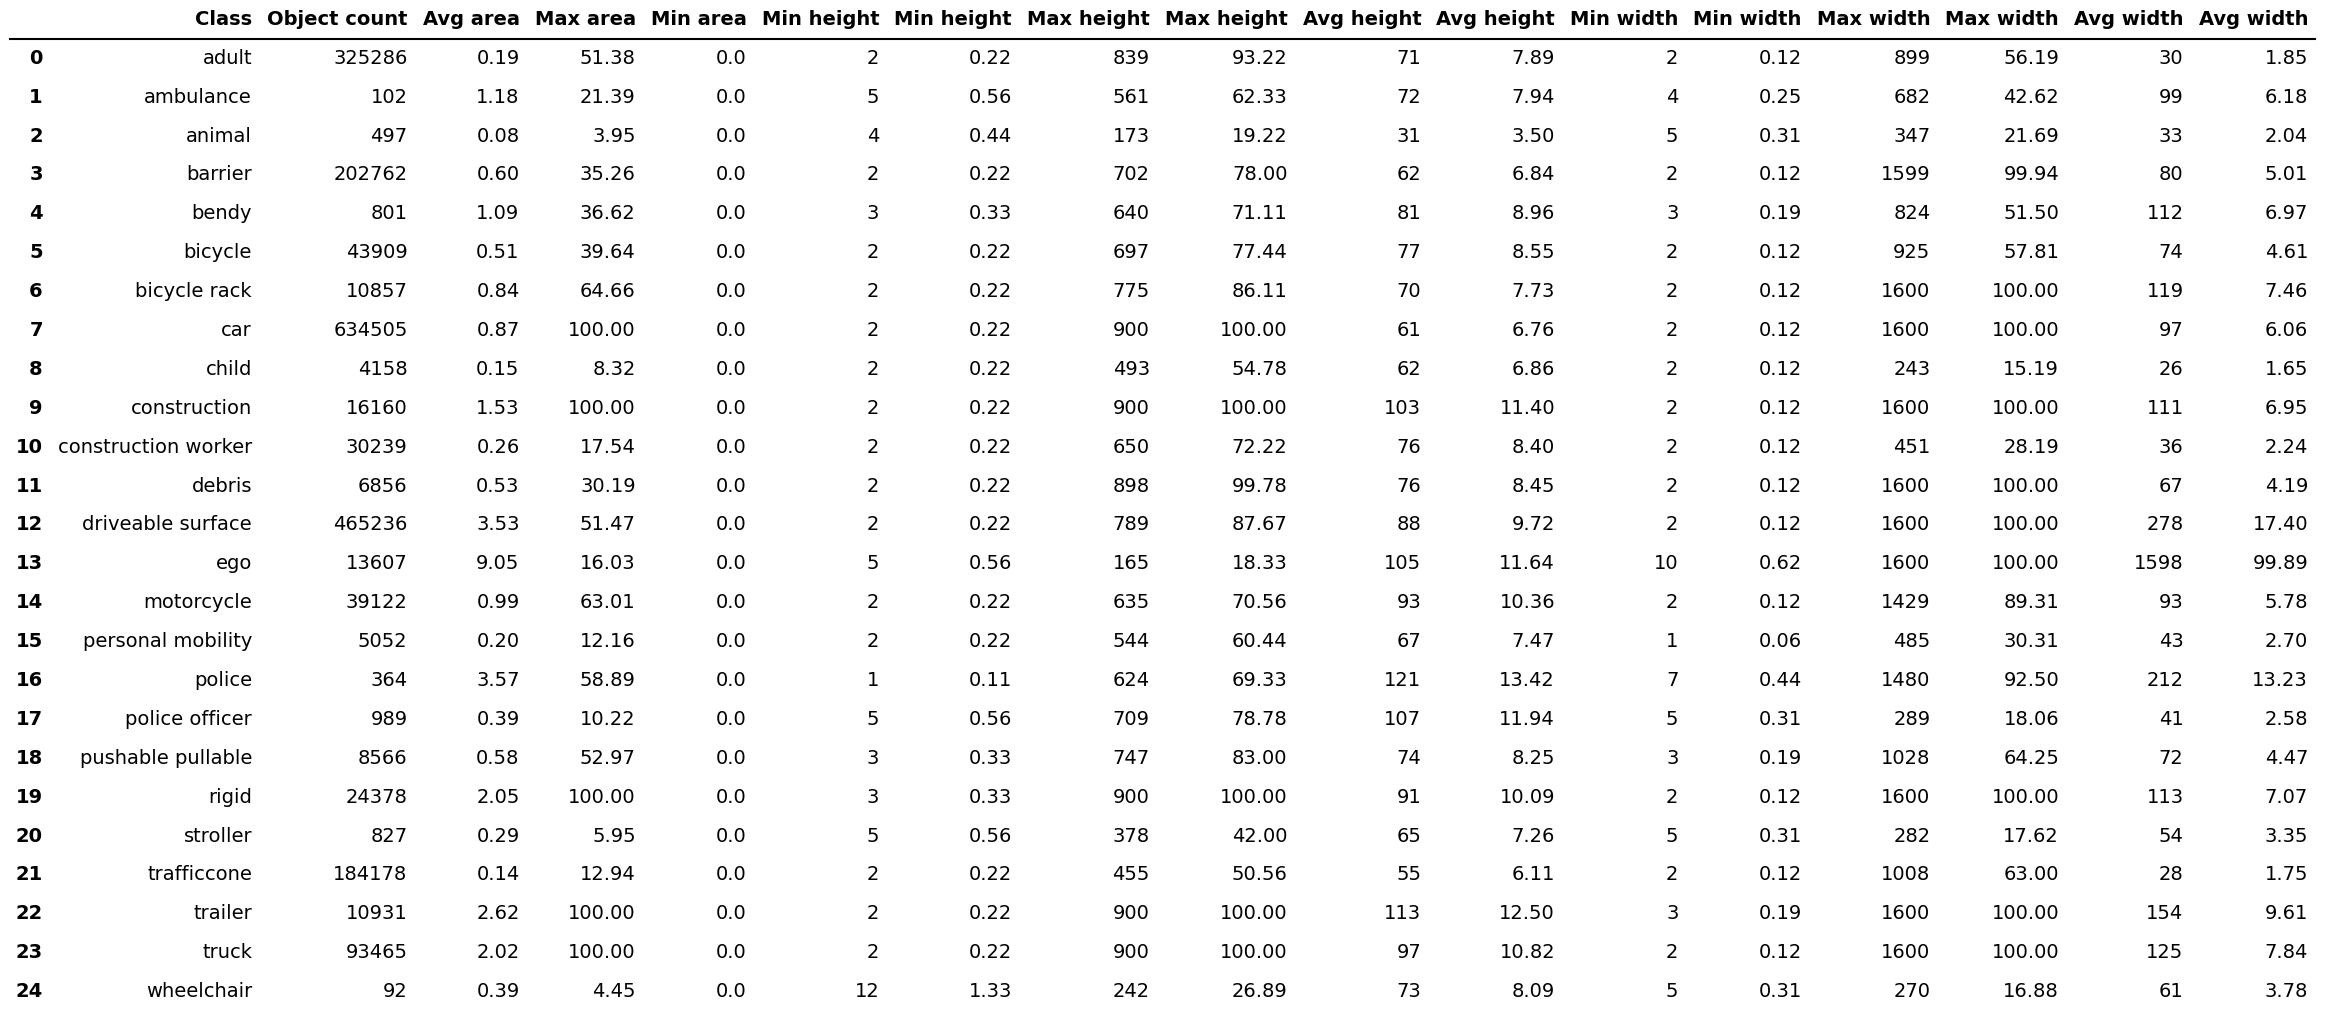 Class Object count Avg area Max area Min area Min height Min height Max height Max height Avg height Avg height Min width Min width Max width Max width Avg width Avg width
0 adult 325286 0.19 51.38 0.0 2 0.22 839 93.22 71 7.89 2 0.12 899 56.19 30 1.85
1 ambulance 102 1.18 21.39 0.0 5 0.56 561 62.33 72 7.94 4 0.25 682 42.62 99 6.18
2 animal 497 0.08 3.95 0.0 4 0.44 173 19.22 31 3.50 5 0.31 347 21.69 33 2.04
3 barrier 202762 0.60 35.26 0.0 2 0.22 702 78.00 62 6.84 2 0.12 1599 99.94 80 5.01
4 bendy 801 1.09 36.62 0.0 3 0.33 640 71.11 81 8.96 3 0.19 824 51.50 112 6.97
5 bicycle 43909 0.51 39.64 0.0 2 0.22 697 77.44 77 8.55 2 0.12 925 57.81 74 4.61
6 bicycle rack 10857 0.84 64.66 0.0 2 0.22 775 86.11 70 7.73 2 0.12 1600 100.00 119 7.46
7 car 634505 0.87 100.00 0.0 2 0.22 900 100.00 61 6.76 2 0.12 1600 100.00 97 6.06
8 child 4158 0.15 8.32 0.0 2 0.22 493 54.78 62 6.86 2 0.12 243 15.19 26 1.65
9 construction 16160 1.53 100.00 0.0 2 0.22 900 100.00 103 11.40 2 0.12 1600 100.00 111 6.95
10 construction worker 30239 0.26 17.54 0.0 2 0.22 650 72.22 76 8.40 2 0.12 451 28.19 36 2.24
11 debris 6856 0.53 30.19 0.0 2 0.22 898 99.78 76 8.45 2 0.12 1600 100.00 67 4.19
12 driveable surface 465236 3.53 51.47 0.0 2 0.22 789 87.67 88 9.72 2 0.12 1600 100.00 278 17.40
13 ego 13607 9.05 16.03 0.0 5 0.56 165 18.33 105 11.64 10 0.62 1600 100.00 1598 99.89
14 motorcycle 39122 0.99 63.01 0.0 2 0.22 635 70.56 93 10.36 2 0.12 1429 89.31 93 5.78
15 personal mobility 5052 0.20 12.16 0.0 2 0.22 544 60.44 67 7.47 1 0.06 485 30.31 43 2.70
16 police 364 3.57 58.89 0.0 1 0.11 624 69.33 121 13.42 7 0.44 1480 92.50 212 13.23
17 police officer 989 0.39 10.22 0.0 5 0.56 709 78.78 107 11.94 5 0.31 289 18.06 41 2.58
18 pushable pullable 8566 0.58 52.97 0.0 3 0.33 747 83.00 74 8.25 3 0.19 1028 64.25 72 4.47
19 rigid 24378 2.05 100.00 0.0 3 0.33 900 100.00 91 10.09 2 0.12 1600 100.00 113 7.07
20 stroller 827 0.29 5.95 0.0 5 0.56 378 42.00 65 7.26 5 0.31 282 17.62 54 3.35
21 trafficcone 184178 0.14 12.94 0.0 2 0.22 455 50.56 55 6.11 2 0.12 1008 63.00 28 1.75
22 trailer 10931 2.62 100.00 0.0 2 0.22 900 100.00 113 12.50 3 0.19 1600 100.00 154 9.61
23 truck 93465 2.02 100.00 0.0 2 0.22 900 100.00 97 10.82 2 0.12 1600 100.00 125 7.84
24 wheelchair 92 0.39 4.45 0.0 12 1.33 242 26.89 73 8.09 5 0.31 270 16.88 61 3.78